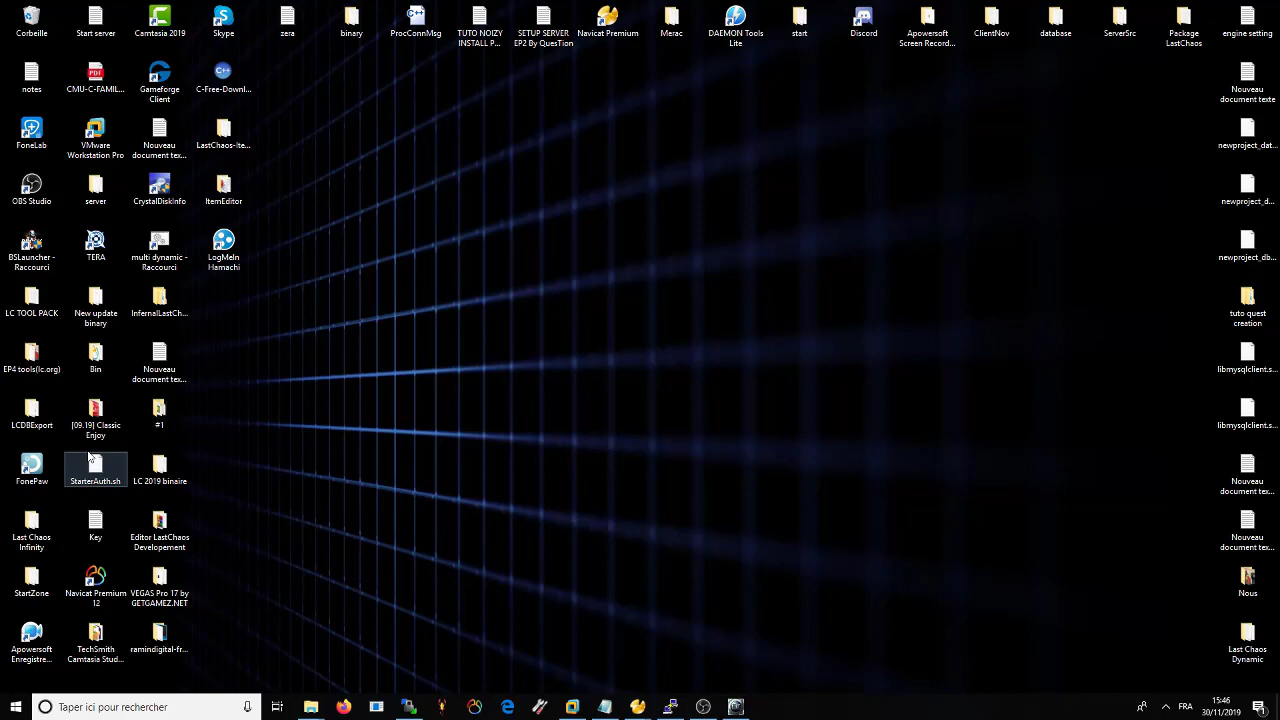 Corbeille
Start server
Camtasia 2019
Skype
zera
binary
ProcConnMsg
TUTO NOIZY
INSTALL P...
SETUP SERVER
EP2 By QuesTion
Navicat Premium
Merac
DAEMON Tools
Lite
start
Discord
Apowersoft
Screen Record...
ClientNov
database
ServerSrc
Package
LastChaos
engine setting
notes
CMU-C-FAMIL...
Gameforge
Client
C-Free-Downl...
Nouveau
document texte
FoneLab
VMware
Workstation Pro
Nouveau
document tex...
LastChaos-Ite...
newproject_dat...
OBS Studio
server
CrystalDiskInfo
ItemEditor
newproject_d...
BSLauncher -
Raccourci
TERA
multi dynamic -
Raccourci
LogMeIn
Hamachi
newproject_db...
LC TOOL PACK
New update
binary
InfernalLastCh...
tuto quest
creation
EP4 tools(lc.org)
Bin
Nouveau
document tex...
libmysqlclient.s...
LCDBExport
[09.19] Classic
Enjoy
#1
libmysqlclient.s...
FonePaw
StarterAuth.sh
LC 2019 binaire
Nouveau
document tex...
Last Chaos
Infinity
Key
Editor LastChaos
Developement
Nouveau
document tex...
StartZone
Navicat Premium
12
VEGAS Pro 17 by
GETGAMEZ.NET
Nous
Apowersoft
Enregistre...
TechSmith
Camtasia Stud...
ramindigital-fr...
Last Chaos
Dynamic
Taper ici pour rechercher
FRA
15:46
30/11/2019